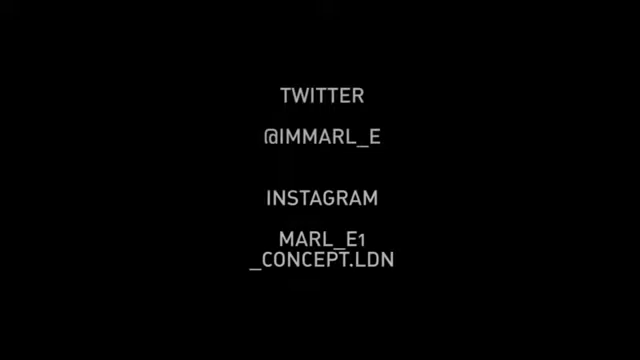 TWITTER
@IMMARL_E
INSTAGRAM
MARL_E1
_CONCEPT.LDN